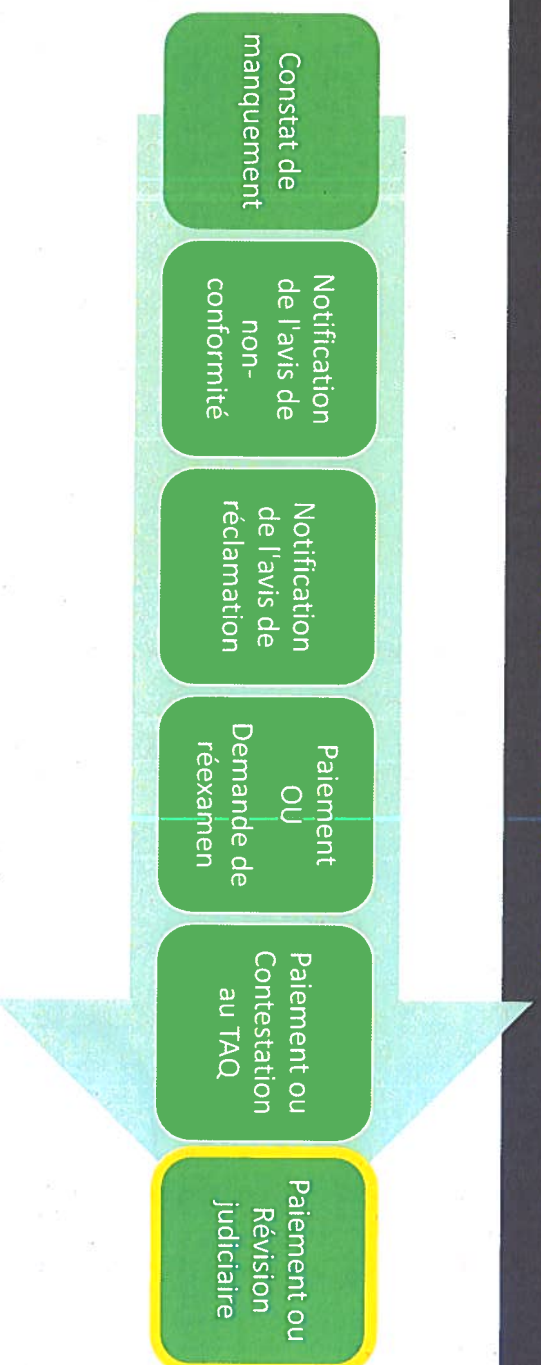 Constat de
manquement
Notification
de l'avis de
non-
conformité
Notification
de l'avis de
réclamation
Paiement
OU
Demande de
réexamen
Paiement ou
Contestation
au TAQ
Paiement ou
Révision
judiciaire